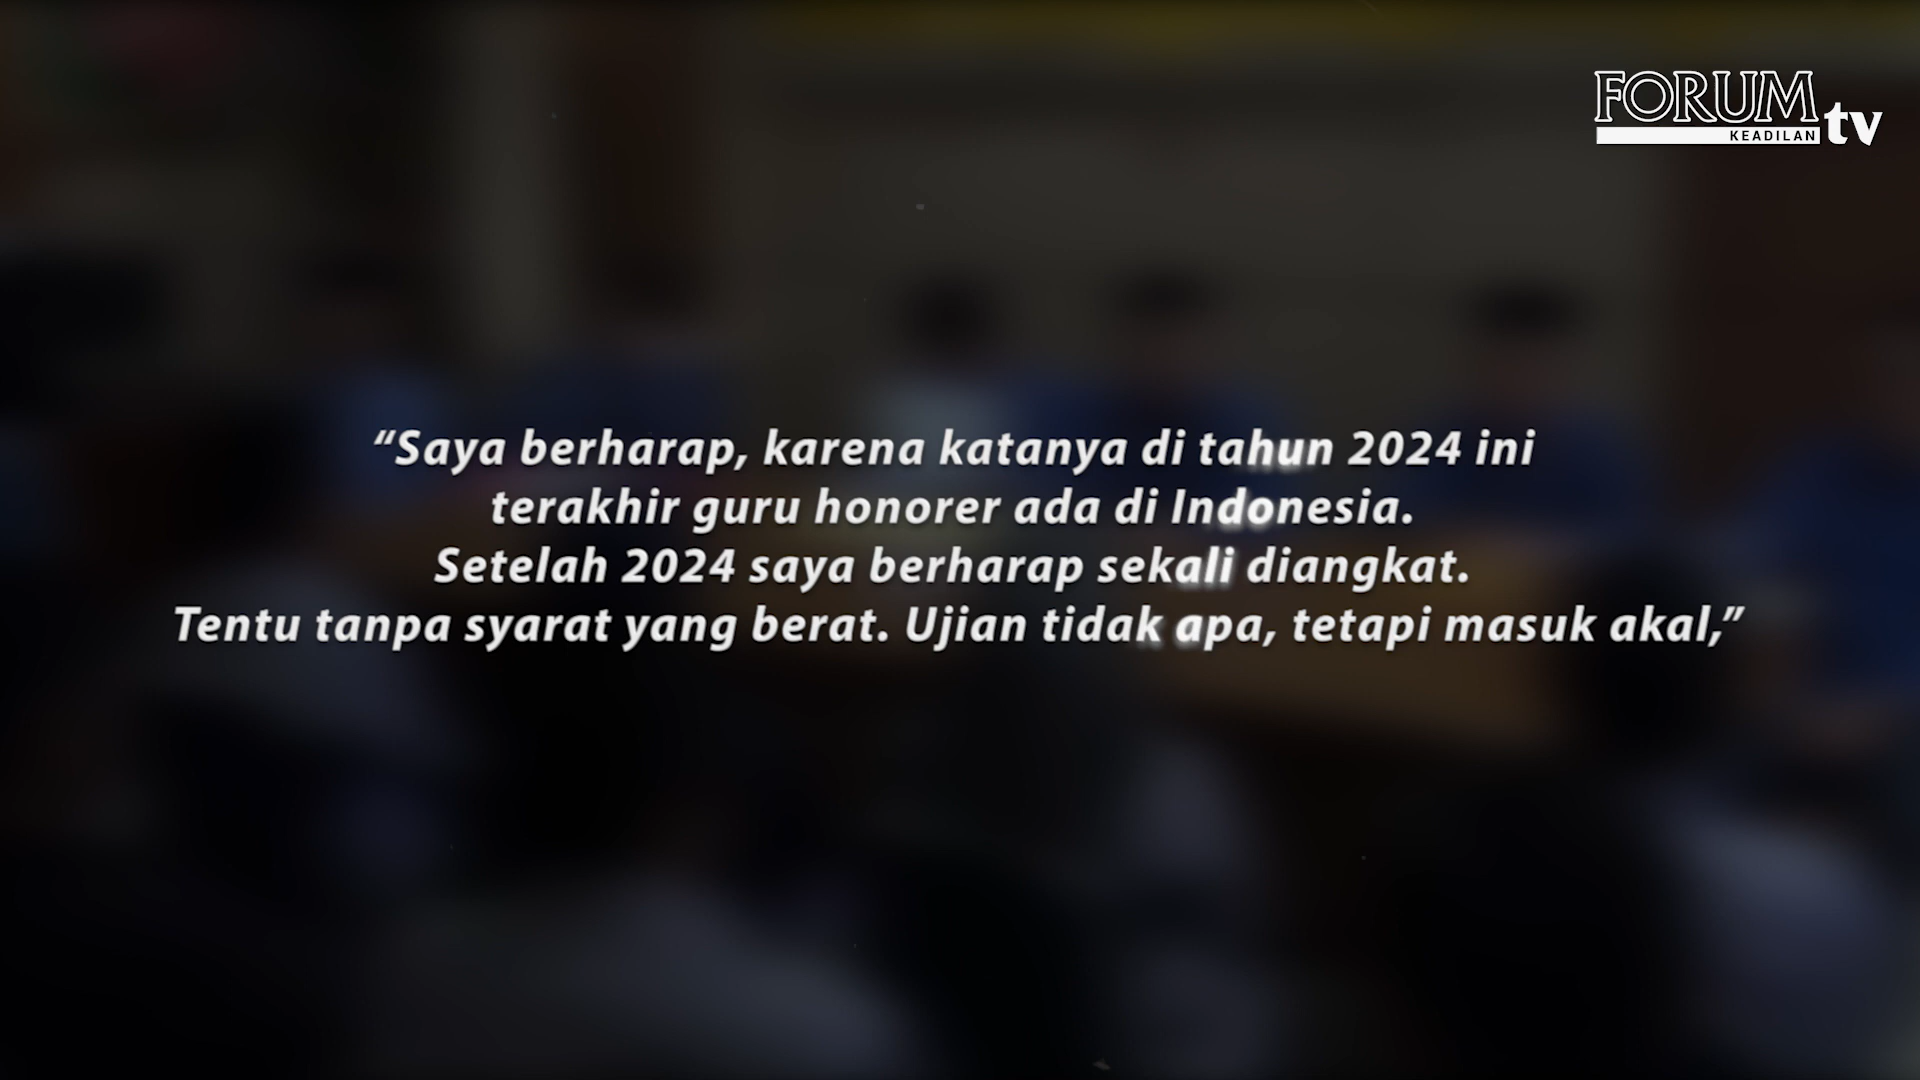 FORUM
KEADILAN
tv
“Saya berharap, karena katanya di tahun 2024 ini
terakhir guru honorer ada di Indonesia.
Setelah 2024 saya berharap sekali diangkat.
Tentu tanpa syarat yang berat. Ujian tidak apa, tetapi masuk akal,”